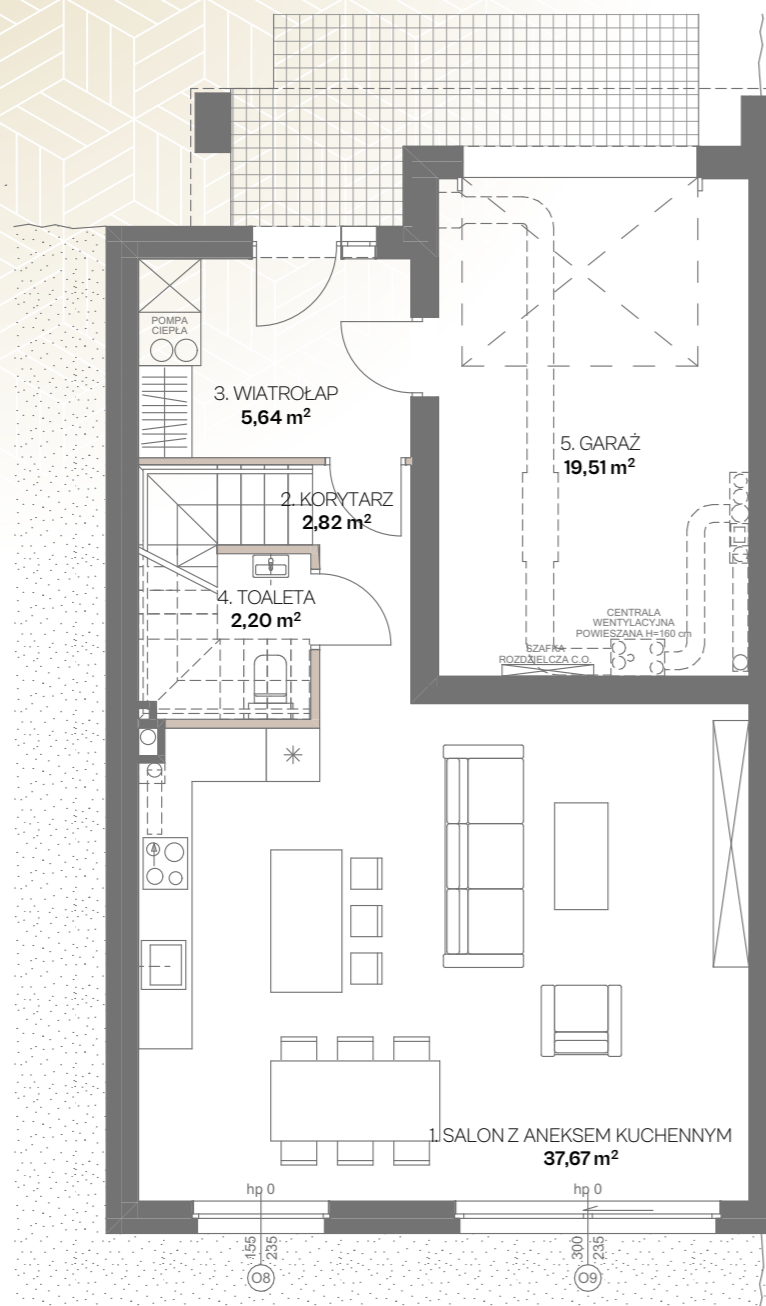 POMPA
CIEPŁA
3. WIATROŁAP
5,64 m²
5. GARAŻ
19,51 m²
2. KORYTARZ
2,82 m²
4. TOALETA
2,20 m²
CENTRALA
WENTYLACYJNA
POWIESZANA H=160 cm
SZAFKA
ROZDZIELCZA C.O.
1. SALON Z ANEKSEM KUCHENNYM
37,67 m²
hp 0
hp 0
155
235
300
235
O8
O9